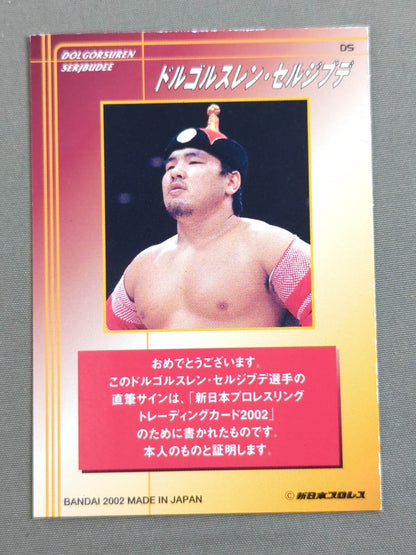 DOLGORSUREN
SERJBUDEE
DS
ドルゴルスレン・セルジブデ
おめでとうございます。
このドルゴルスレン・セルジブデ選手の
直筆サインは、「新日本プロレスリング
トレーディングカード2002」
のために書かれたものです。
本人のものと証明します。
BANDAI 2002 MADE IN JAPAN
©新日本プロレス